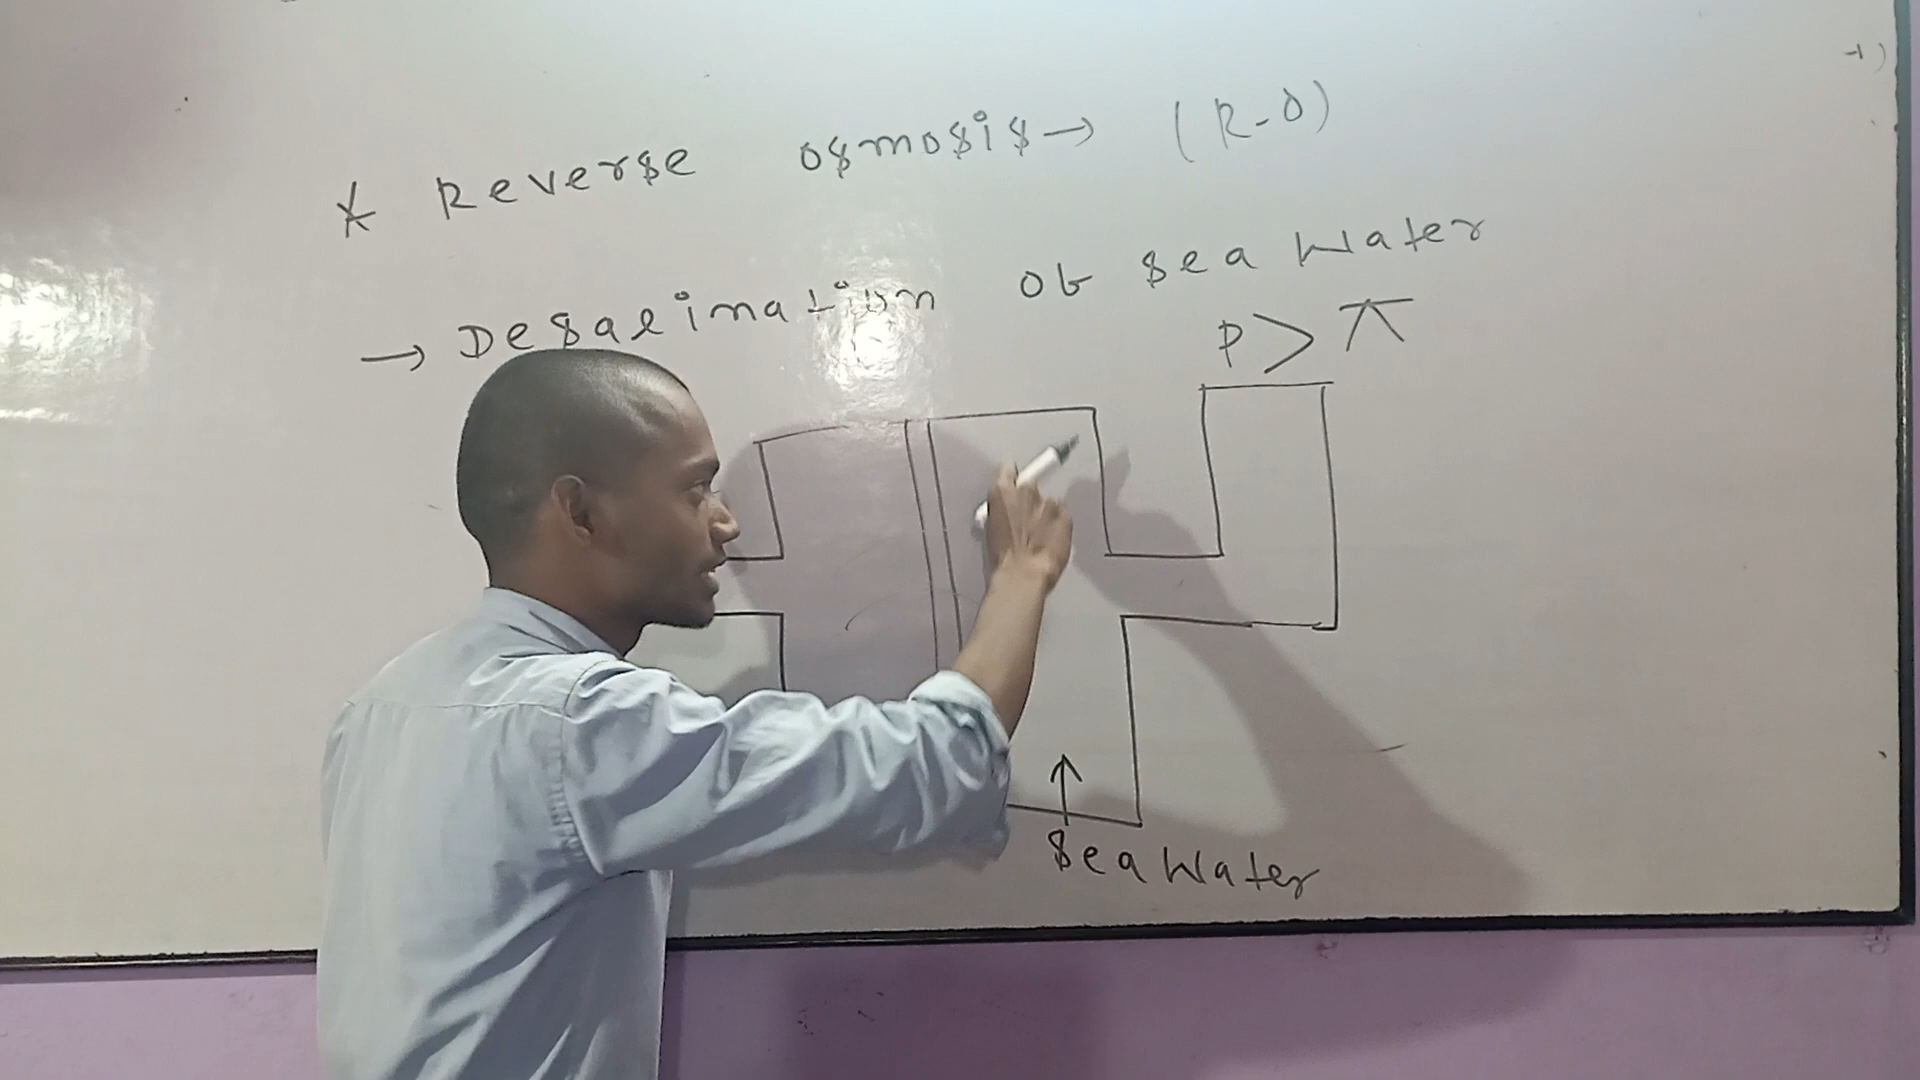 * Reverse osmosis → (R-O)
→ Desalination of sea water
P > π
sea water